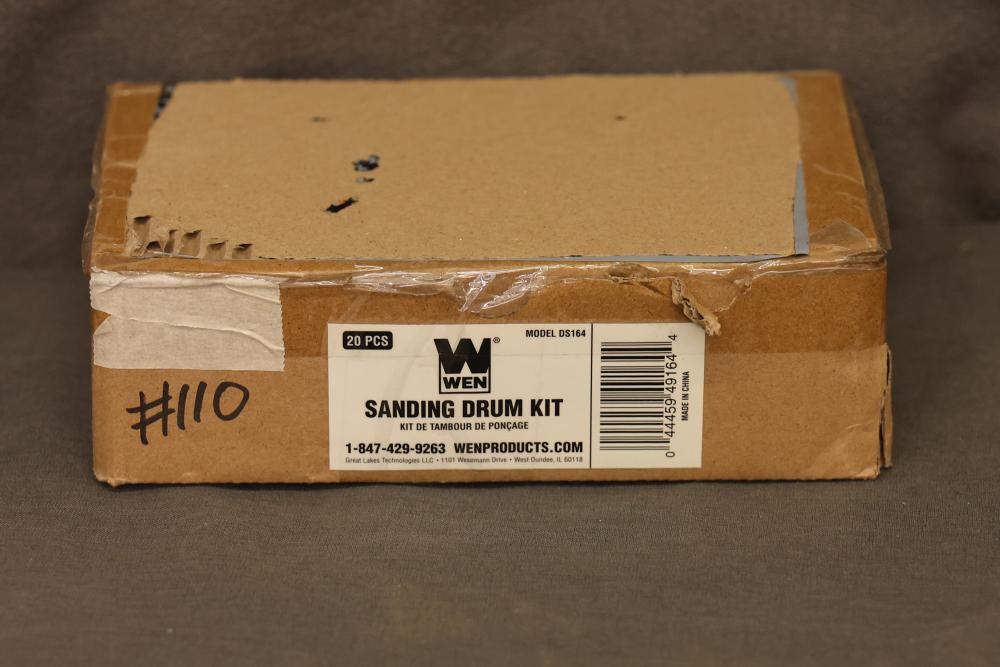 20 PCS
MODEL DS164
W®
WEN
SANDING DRUM KIT
KIT DE TAMBOUR DE PONÇAGE
1-847-429-9263 WENPRODUCTS.COM
Great Lakes Technologies LLC • 1101 Wesemann Drive • West Dundee, IL 60118
0 44459 49164 4
MADE IN CHINA
#110